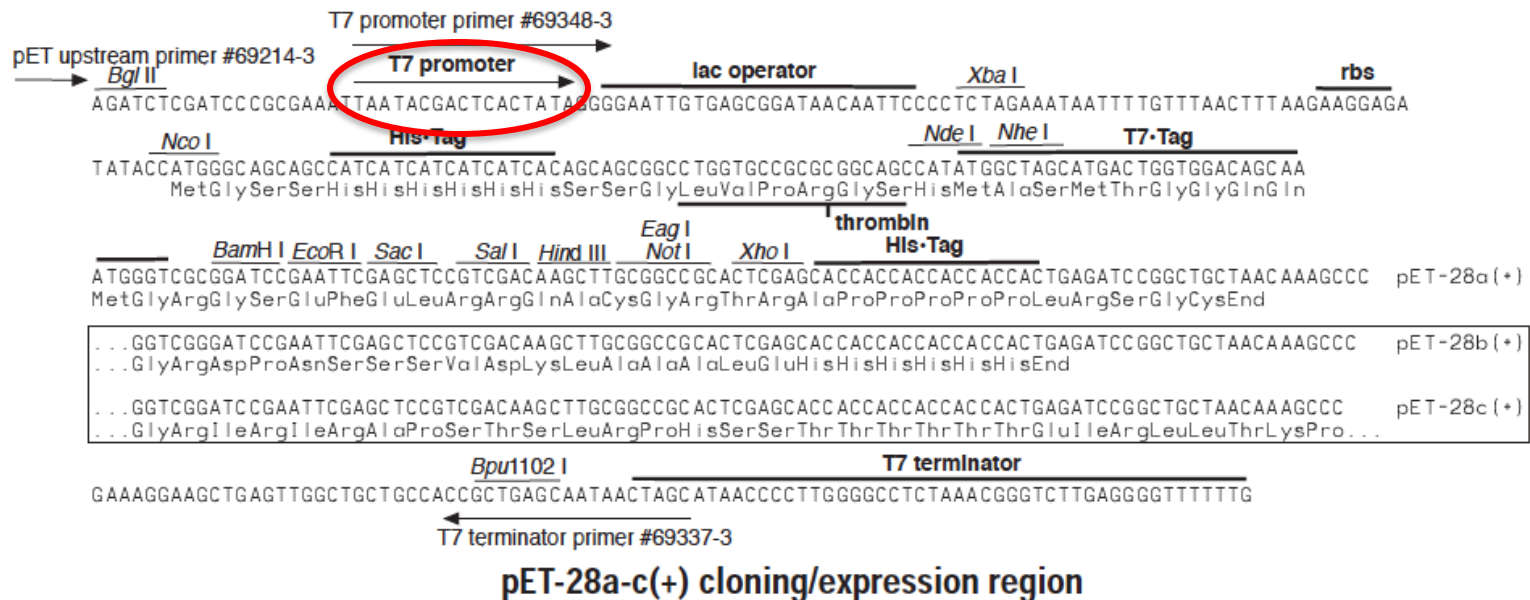 T7 promoter primer #69348-3
pET upstream primer #69214-3
Bgl II T7 promoter lac operator Xba I rbs
AGATCTCGATCCCGCGAAATTAATACGACTCACTATAGGGGAATTGTGAGCGGATAACAATTCCCCTCTAGAAATAATTTTGTTTAACTTTAAGAAGGAGA
Nco I His•Tag Nde I Nhe I T7•Tag
TATACCATGGGCAGCAGCCATCATCATCATCATCACAGCAGCGGCCTGGTGCCGCGCGGCAGCCATATGGCTAGCATGACTGGTGGACAGCAA
MetGlySerSerHisHisHisHisHisHisSerSerGlyLeuValProArgGlySerHisMetAlaSerMetThrGlyGlyGlnGln
thrombin
BamH I EcoR I Sac I Sal I Hind III Eag I Not I Xho I His•Tag
ATGGGTCGCGGATCCGAATTCGAGCTCCGTCGACAAGCTTGCGGCCGCACTCGAGCACCACCACCACCACCACTGAGATCCGGCTGCTAACAAAGCCC pET-28a(+)
MetGlyArgGlySerGluPheGluLeuArgArgGlnAlaCysGlyArgThrArgAlaProProProProProLeuArgSerGlyCysEnd
...GGTCGGGATCCGAATTCGAGCTCCGTCGACAAGCTTGCGGCCGCACTCGAGCACCACCACCACCACCACTGAGATCCGGCTGCTAACAAAGCCC pET-28b(+)
...GlyArgAspProAsnSerSerSerValAspLysLeuAlaAlaAlaLeuGluHisHisHisHisHisHisEnd
...GGTCGGATCCGAATTCGAGCTCCGTCGACAAGCTTGCGGCCGCACTCGAGCACCACCACCACCACCACTGAGATCCGGCTGCTAACAAAGCCC pET-28c(+)
...GlyArgIleArgIleArgAlaProSerThrSerLeuArgProHisSerSerThrThrThrThrThrThrGluIleArgLeuLeuThrLysPro...
Bpu1102 I T7 terminator
GAAAGGAAGCTGAGTTGGCTGCTGCCACCGCTGAGCAATAACTAGCATAACCCCTTGGGGCCTCTAAACGGGTCTTGAGGGGTTTTTTG
T7 terminator primer #69337-3
pET-28a-c(+) cloning/expression region